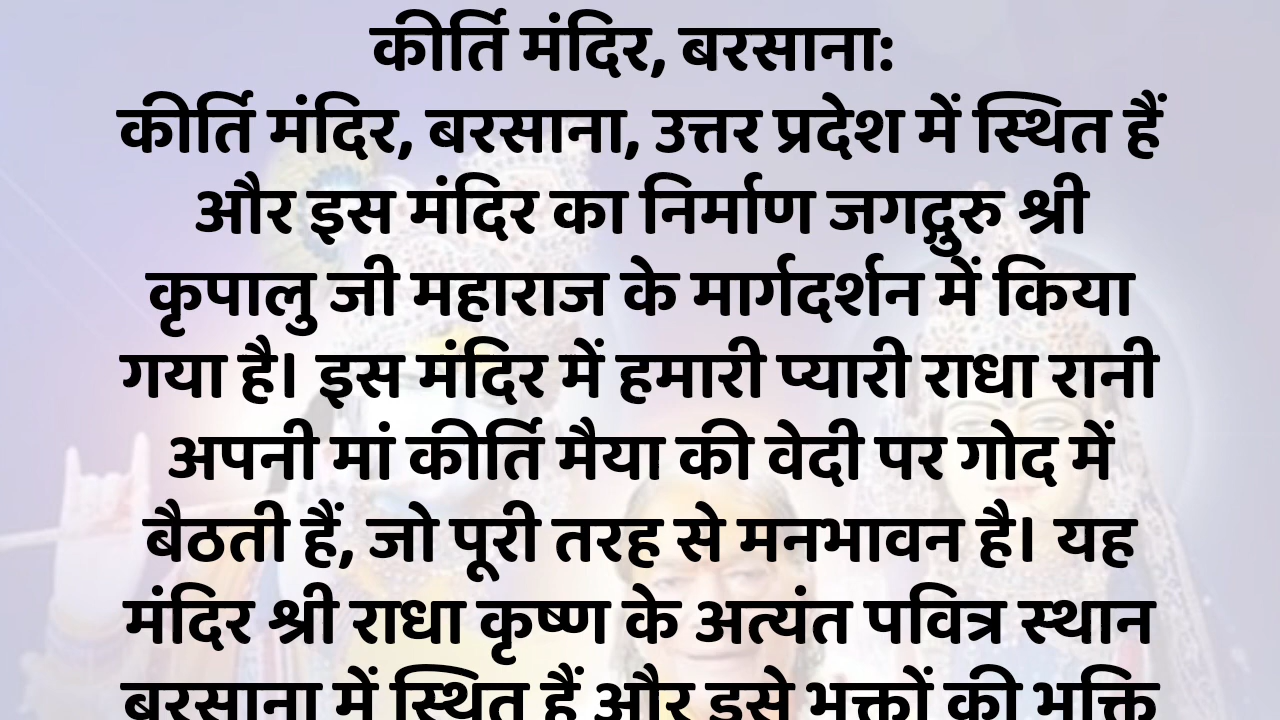 कीर्ति मंदिर, बरसाना:
कीर्ति मंदिर, बरसाना, उत्तर प्रदेश में स्थित हैं
और इस मंदिर का निर्माण जगद्गुरु श्री
कृपालु जी महाराज के मार्गदर्शन में किया
गया है। इस मंदिर में हमारी प्यारी राधा रानी
अपनी मां कीर्ति मैया की वेदी पर गोद में
बैठती हैं, जो पूरी तरह से मनभावन है। यह
मंदिर श्री राधा कृष्ण के अत्यंत पवित्र स्थान
बरसाना में स्थित हैं और इसे भक्तों की भक्ति